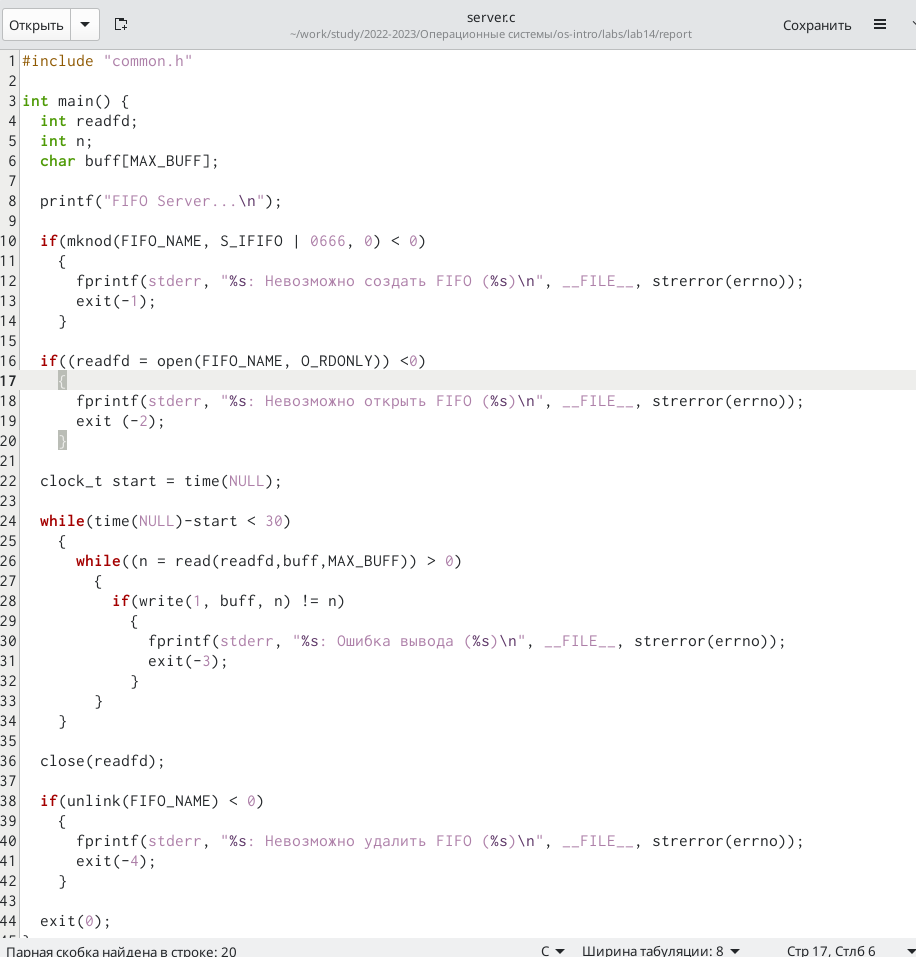 Открыть
server.c
~/work/study/2022-2023/Операционные системы/os-intro/labs/lab14/report
Сохранить
1 #include "common.h"
2
3 int main() {
4   int readfd;
5   int n;
6   char buff[MAX_BUFF];
7
8   printf("FIFO Server...\n");
9
10   if(mknod(FIFO_NAME, S_IFIFO | 0666, 0) < 0)
11     {
12       fprintf(stderr, "%s: Невозможно создать FIFO (%s)\n", __FILE__, strerror(errno));
13       exit(-1);
14     }
15
16   if((readfd = open(FIFO_NAME, O_RDONLY)) <0)
17     {
18       fprintf(stderr, "%s: Невозможно открыть FIFO (%s)\n", __FILE__, strerror(errno));
19       exit (-2);
20     }
21
22   clock_t start = time(NULL);
23
24   while(time(NULL)-start < 30)
25     {
26       while((n = read(readfd,buff,MAX_BUFF)) > 0)
27         {
28           if(write(1, buff, n) != n)
29             {
30               fprintf(stderr, "%s: Ошибка вывода (%s)\n", __FILE__, strerror(errno));
31               exit(-3);
32             }
33         }
34     }
35
36   close(readfd);
37
38   if(unlink(FIFO_NAME) < 0)
39     {
40       fprintf(stderr, "%s: Невозможно удалить FIFO (%s)\n", __FILE__, strerror(errno));
41       exit(-4);
42     }
43
44   exit(0);
Парная скобка найдена в строке: 20
C
Ширина табуляции: 8
Стр 17, Стлб 6